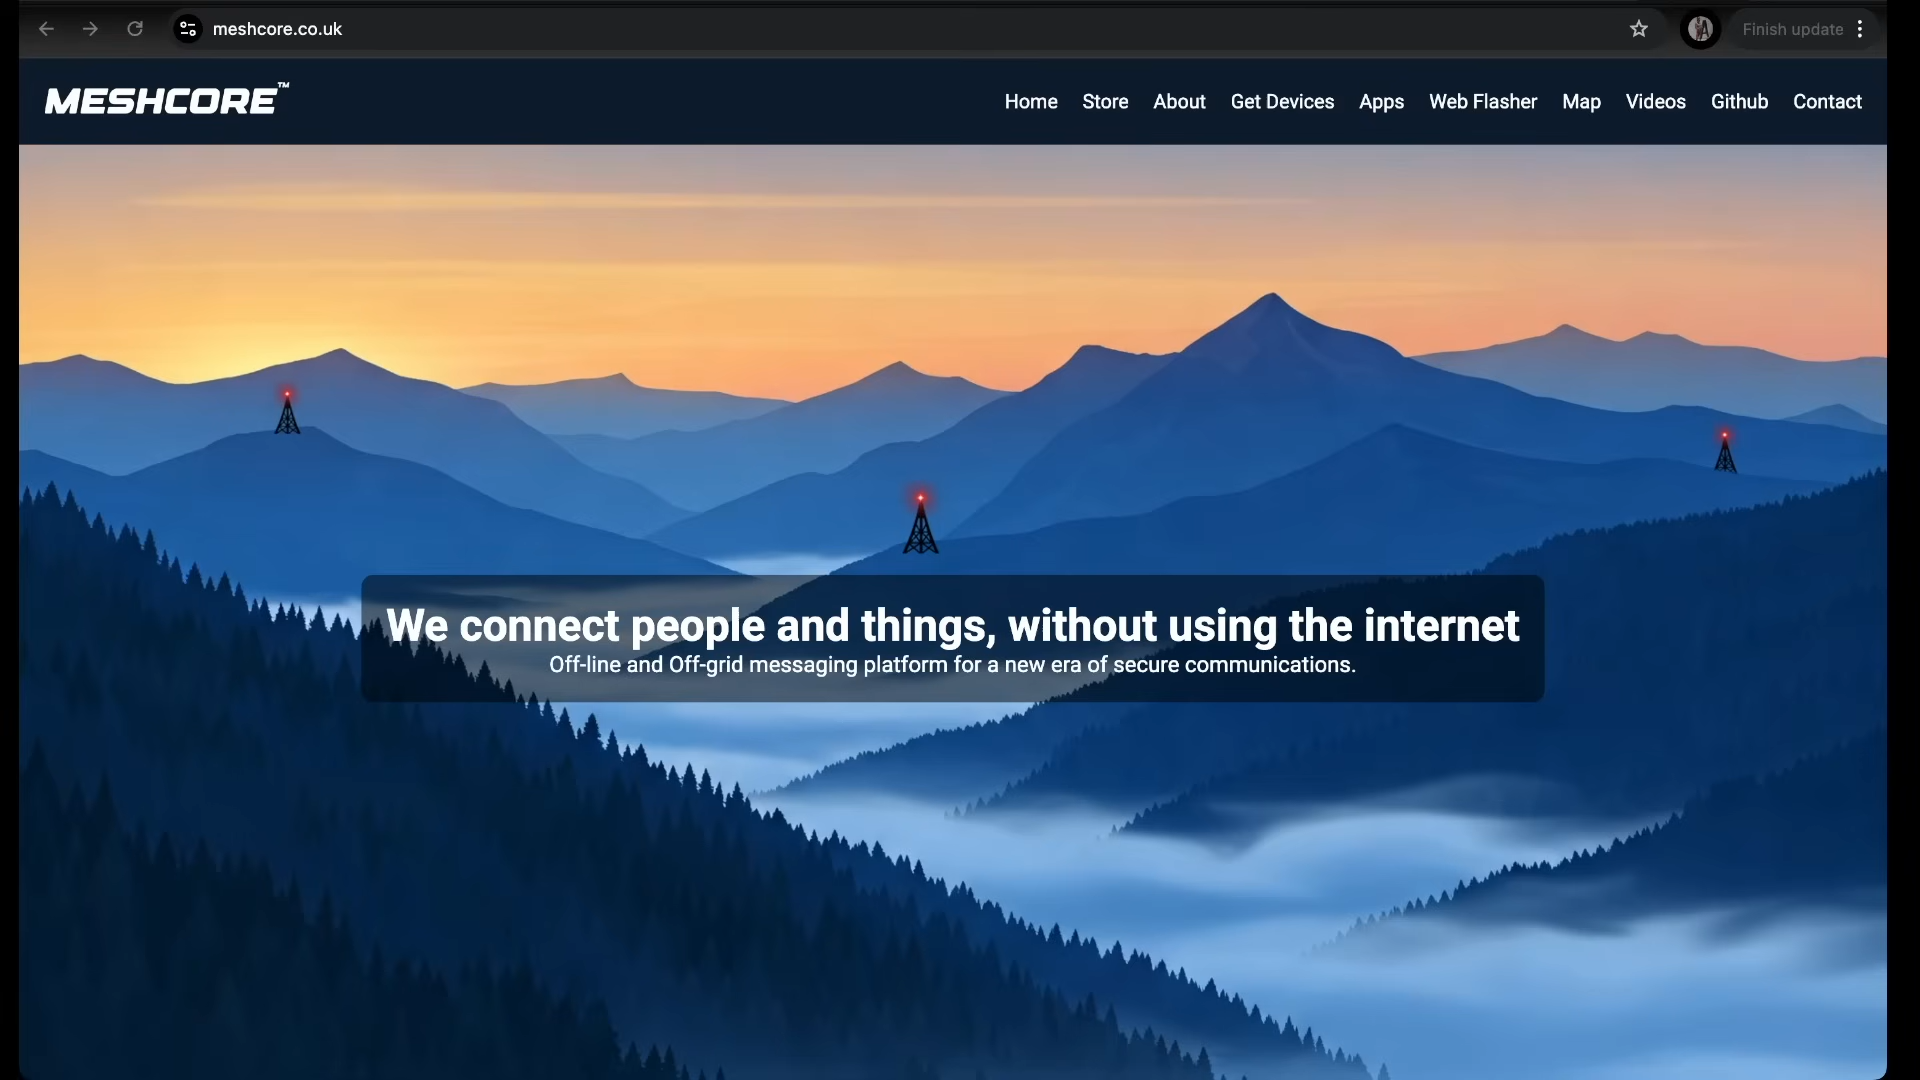 meshcore.co.uk
Finish update
MESHCORE™
Home Store About Get Devices Apps Web Flasher Map Videos Github Contact
We connect people and things, without using the internet
Off-line and Off-grid messaging platform for a new era of secure communications.